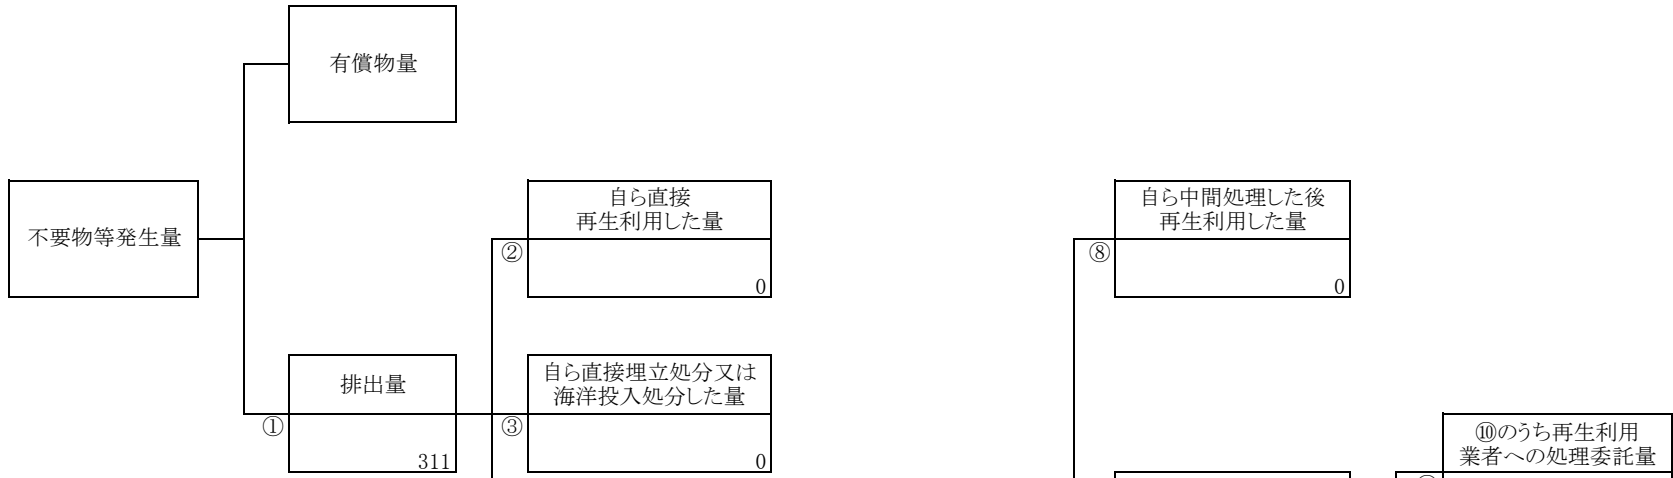 有償物量
不要物等発生量
自ら直接
再生利用した量
②
0
自ら中間処理した後
再生利用した量
⑧
0
排出量
①
311
自ら直接埋立処分又は
海洋投入処分した量
③
0
⑩のうち再生利用
業者への処理委託量